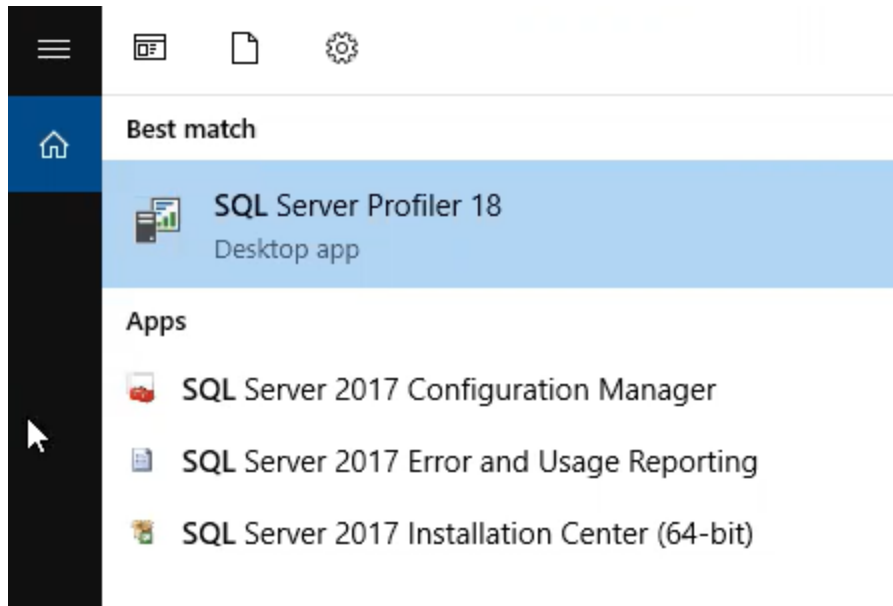 Best match
SQL Server Profiler 18
Desktop app
Apps
SQL Server 2017 Configuration Manager
SQL Server 2017 Error and Usage Reporting
SQL Server 2017 Installation Center (64-bit)